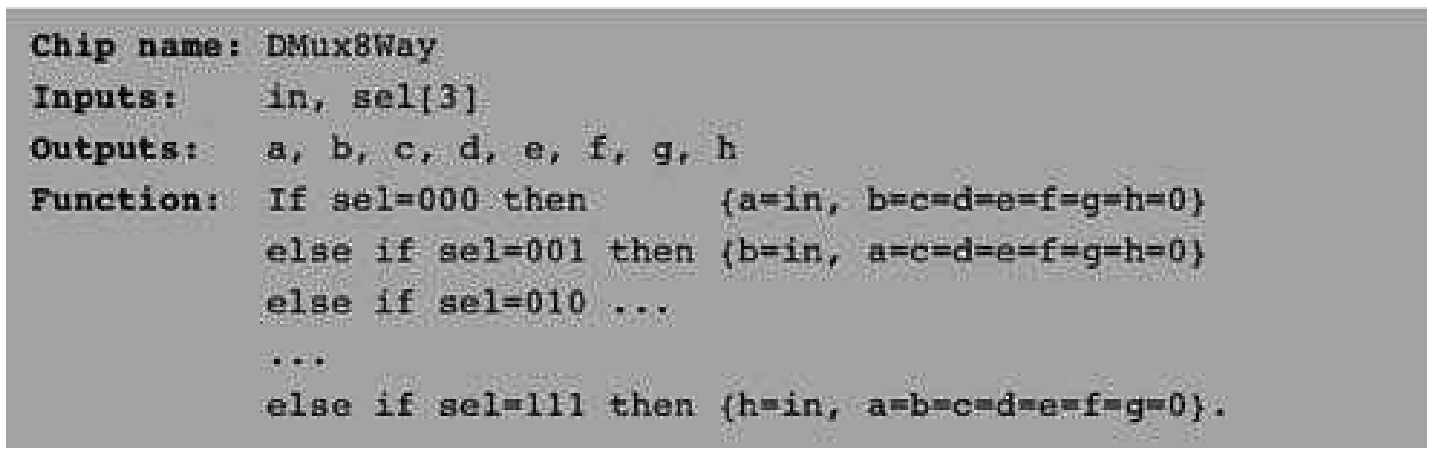 Chip name: DMux8Way
Inputs: in, sel[3]
Outputs: a, b, c, d, e, f, g, h
Function: If sel=000 then {a=in, b=c=d=e=f=g=h=0}
else if sel=001 then {b=in, a=c=d=e=f=g=h=0}
else if sel=010 ...
...
else if sel=111 then {h=in, a=b=c=d=e=f=g=0}.